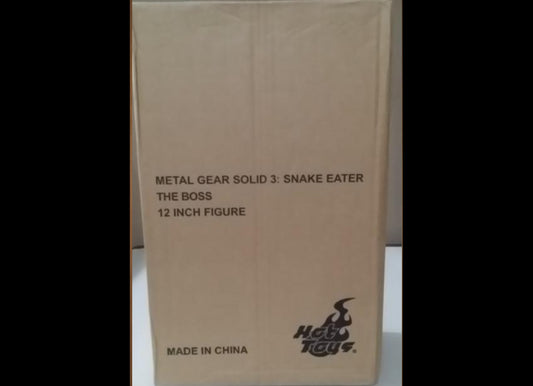 METAL GEAR SOLID 3: SNAKE EATER
THE BOSS
12 INCH FIGURE
Hot
Toys®
MADE IN CHINA